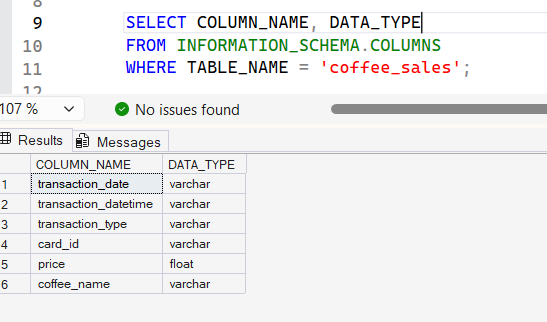 8
9 SELECT COLUMN_NAME, DATA_TYPE
10 FROM INFORMATION_SCHEMA.COLUMNS
11 WHERE TABLE_NAME = 'coffee_sales';
12
107 % No issues found
Results Messages
COLUMN_NAME DATA_TYPE
1 transaction_date varchar
2 transaction_datetime varchar
3 transaction_type varchar
4 card_id varchar
5 price float
6 coffee_name varchar